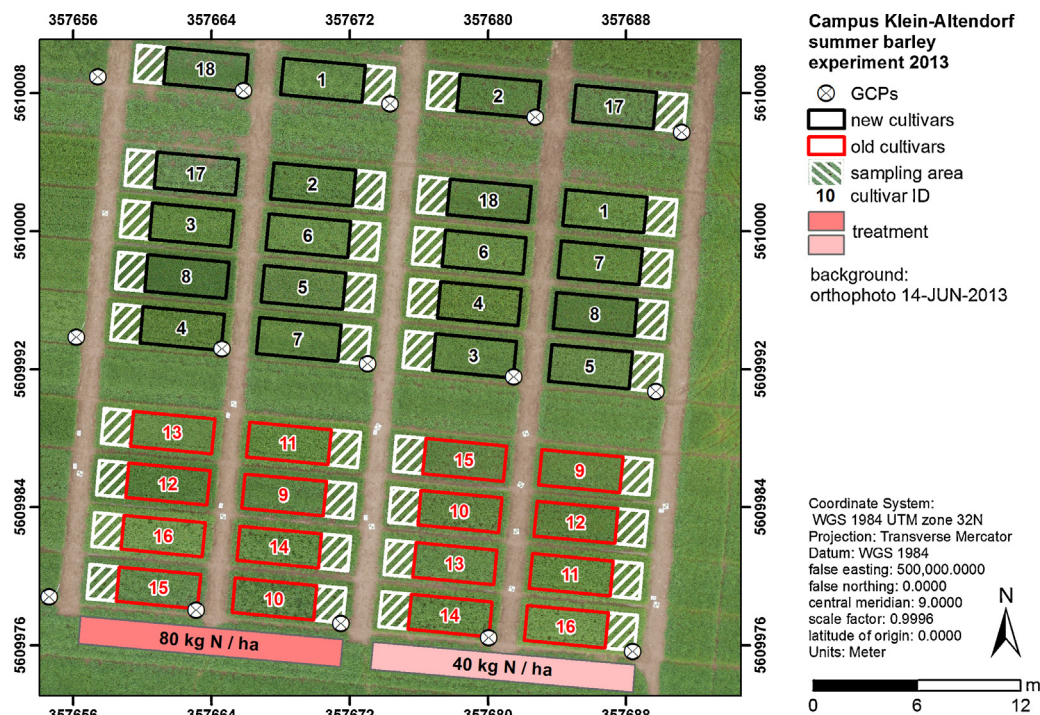 357656 357664 357672 357680 357688
Campus Klein-Altendorf
summer barley
experiment 2013
GCPs
new cultivars
old cultivars
sampling area
10 cultivar ID
treatment
background:
orthophoto 14-JUN-2013
5610008 5610008
18 1 2 17
17 2 18 1
5610000 5610000
3 6 6 7
8 5 4 8
4 7 3 5
5609992 5609992
13 11 15 9
12 9 10 12
5609984 5609984
16 14 13 11
15 10 14 16
5609976 5609976
80 kg N / ha
40 kg N / ha
357656 357664 357672 357680 357688
Coordinate System:
WGS 1984 UTM zone 32N
Projection: Transverse Mercator
Datum: WGS 1984
false easting: 500,000.0000
false northing: 0.0000
central meridian: 9.0000
scale factor: 0.9996
latitude of origin: 0.0000
Units: Meter
N
m
0 6 12